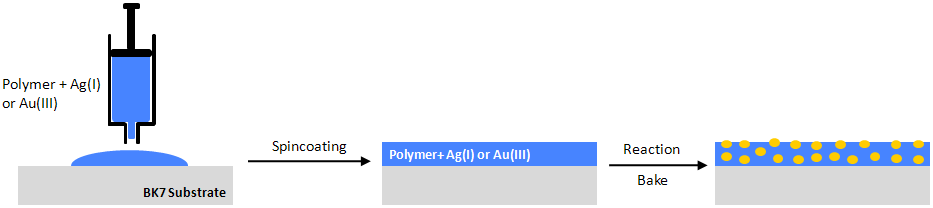 Polymer + Ag(I)
or Au(III)
BK7 Substrate
Spincoating
Polymer+ Ag(I) or Au(III)
Reaction
Bake